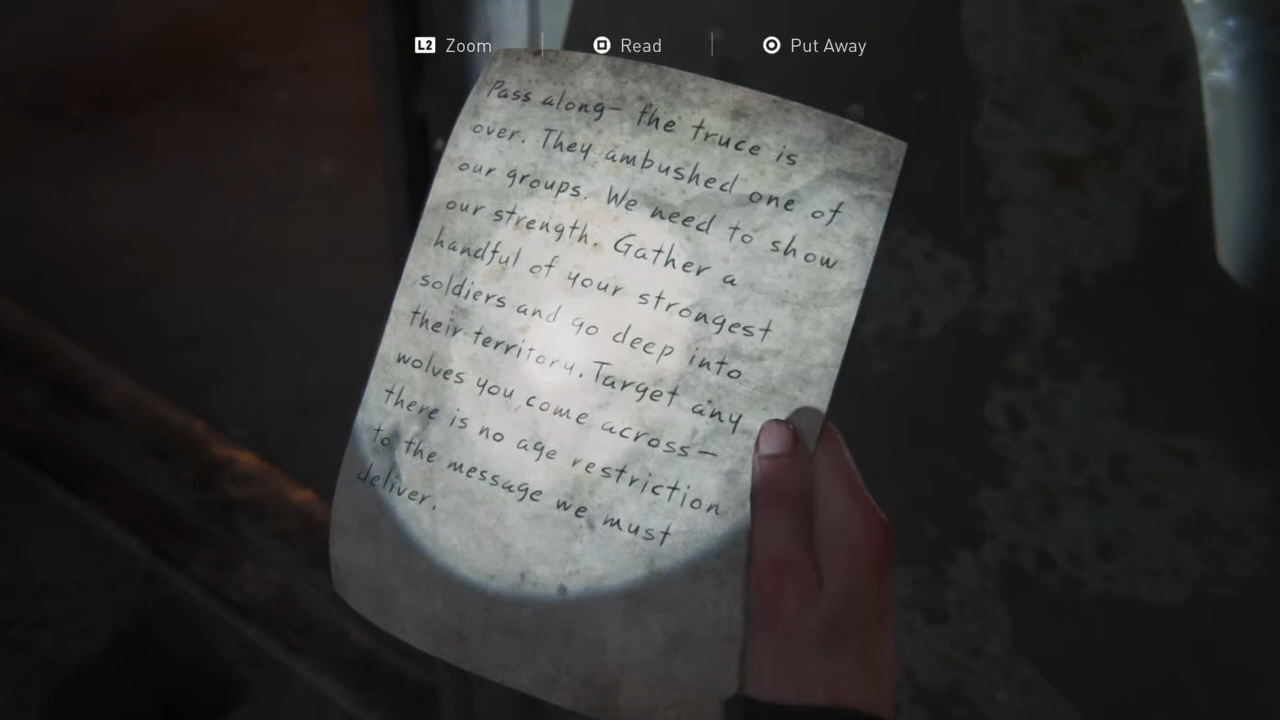 L2 Zoom | Read | Put Away
Pass along— the truce is
over. They ambushed one of
our groups. We need to show
our strength. Gather a
handful of your strongest
soldiers and go deep into
their territory. Target any
wolves you come across—
there is no age restriction
to the message we must
deliver.